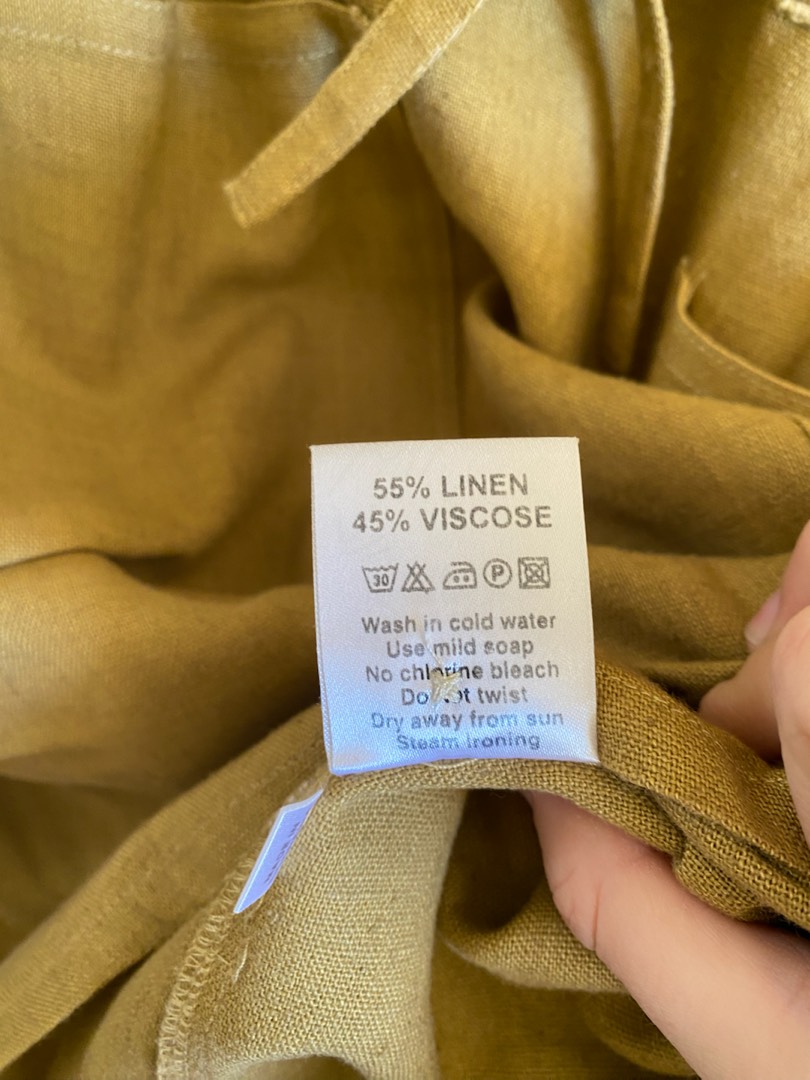 55% LINEN
45% VISCOSE
30 P
Wash in cold water
Use mild soap
No chlorine bleach
Do Not twist
Dry away from sun
Steam Ironing